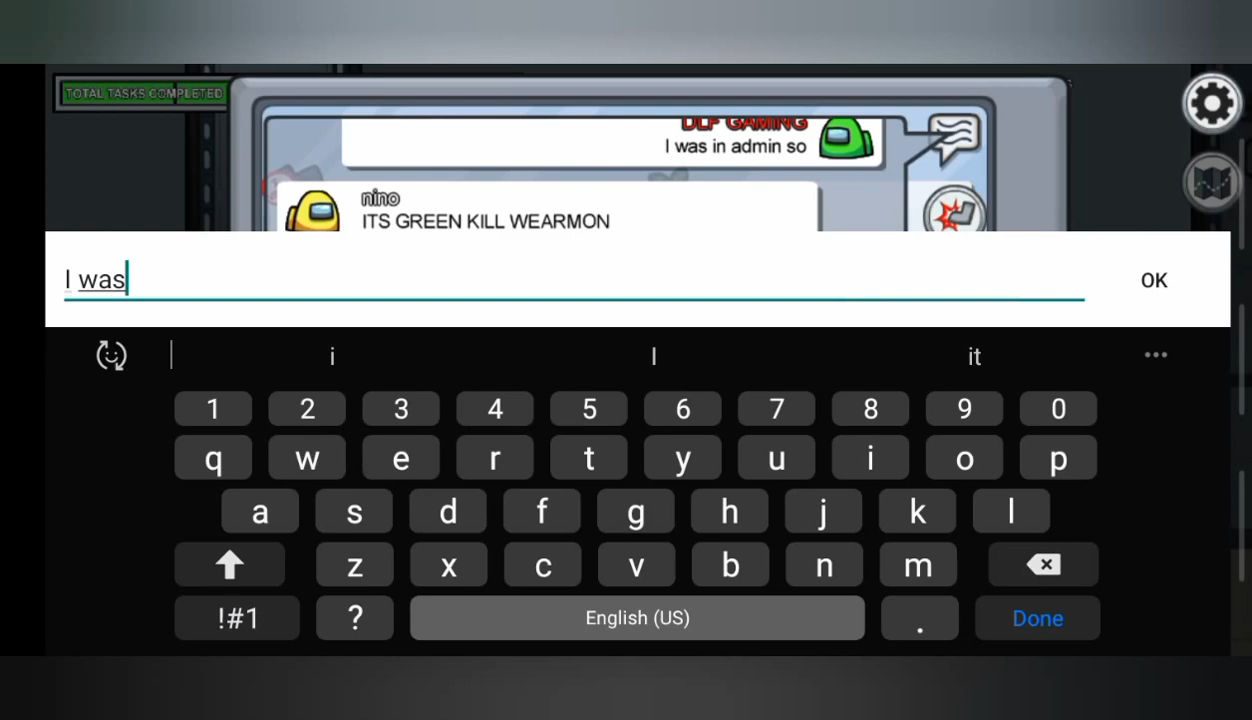 TOTAL TASKS COMPLETED
DLF GAMING
I was in admin so
nino
ITS GREEN KILL WEARMON
I was
OK
i I it
1 2 3 4 5 6 7 8 9 0
q w e r t y u i o p
a s d f g h j k l
z x c v b n m
!#1 ? English (US) . Done